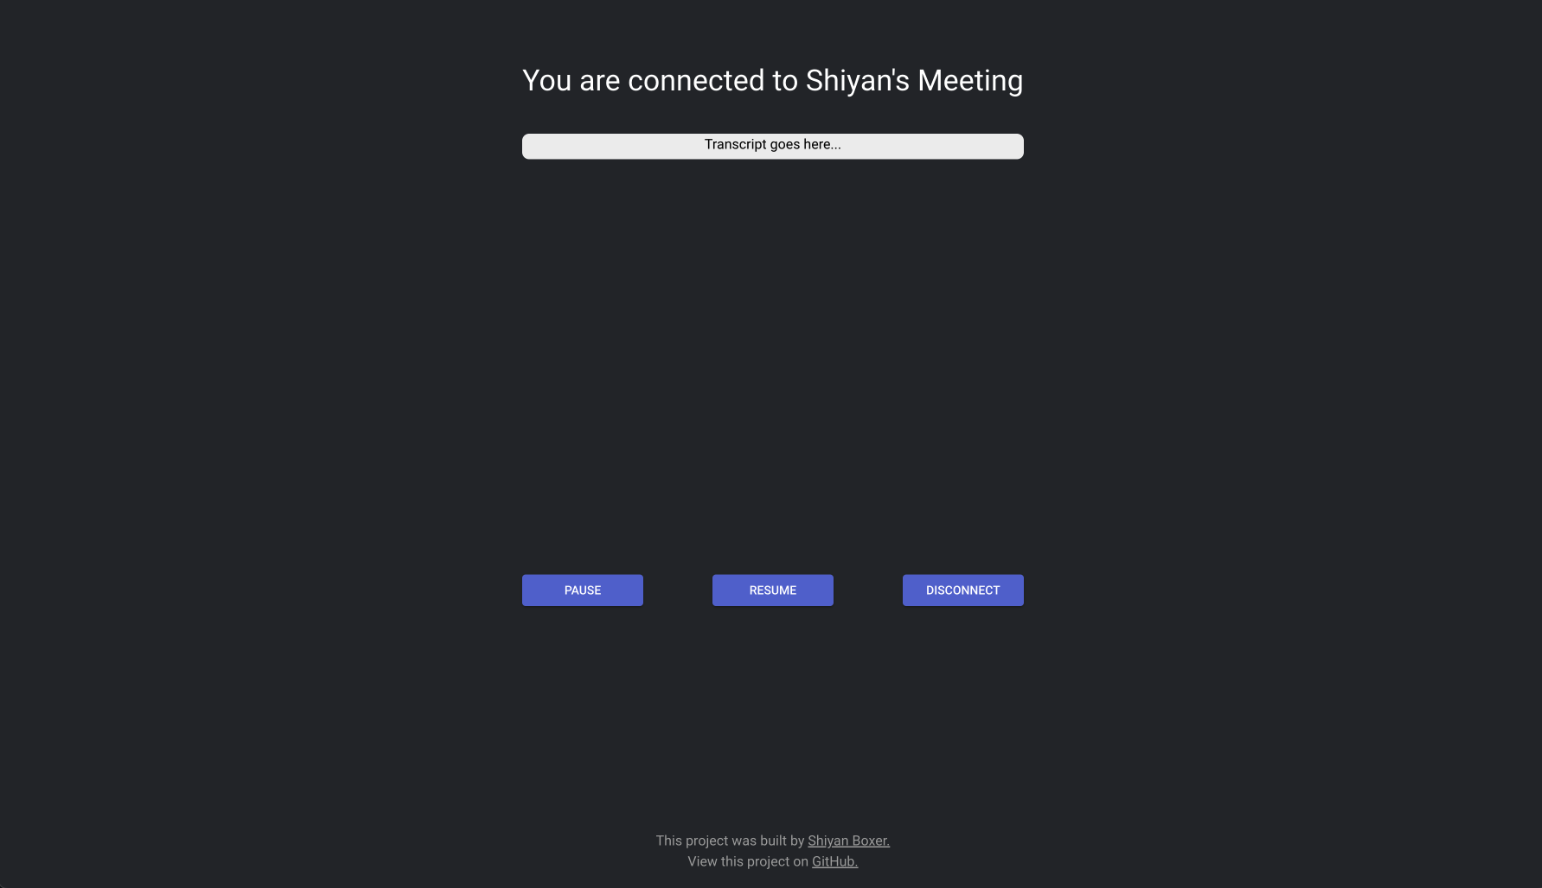 You are connected to Shiyan's Meeting
Transcript goes here...
PAUSE
RESUME
DISCONNECT
This project was built by Shiyan Boxer.
View this project on GitHub.